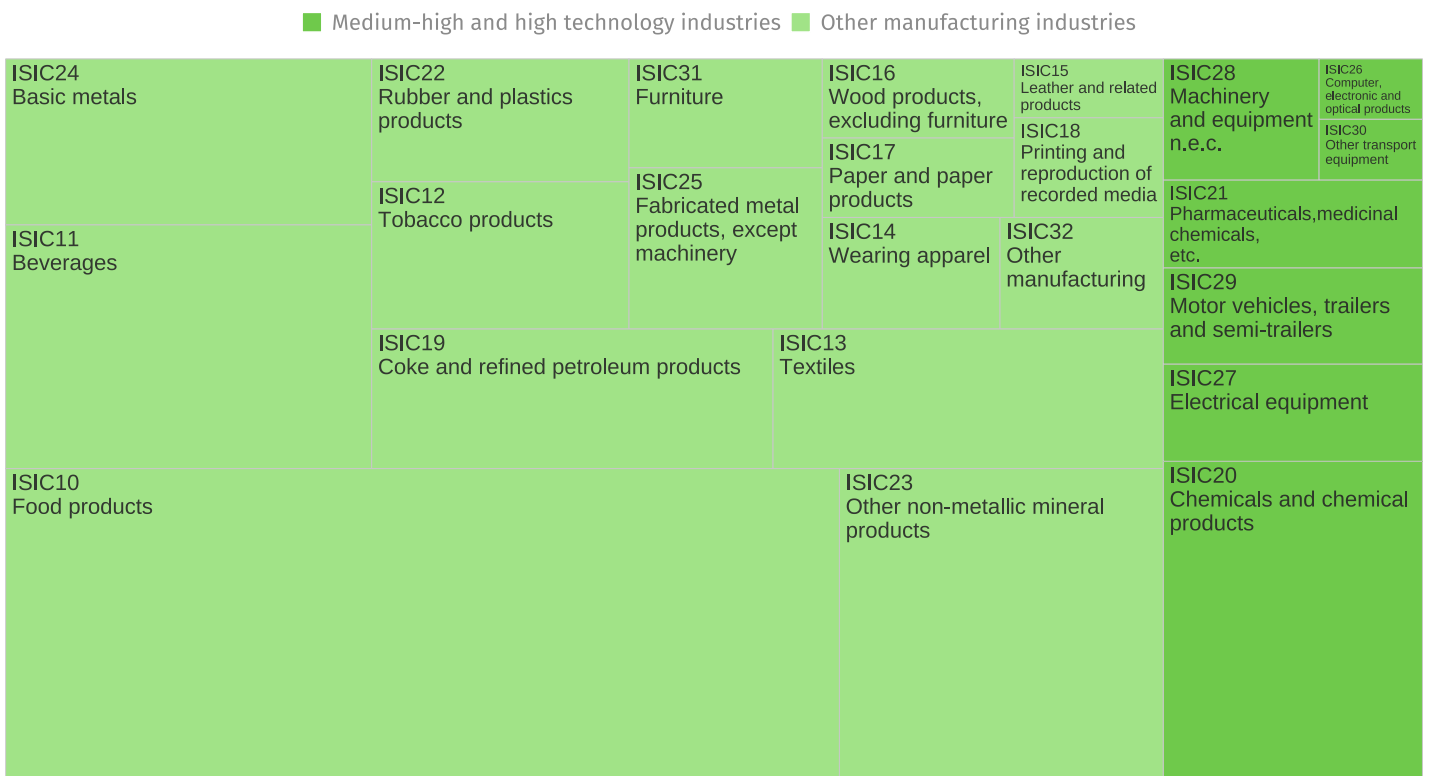 Medium-high and high technology industries
Other manufacturing industries
ISIC24
Basic metals
ISIC11
Beverages
ISIC22
Rubber and plastics
products
ISIC12
Tobacco products
ISIC31
Furniture
ISIC25
Fabricated metal
products, except
machinery
ISIC16
Wood products,
excluding furniture
ISIC17
Paper and paper
products
ISIC14
Wearing apparel
ISIC15
Leather and related
products
ISIC18
Printing and
reproduction of
recorded media
ISIC32
Other
manufacturing
ISIC19
Coke and refined petroleum products
ISIC13
Textiles
ISIC10
Food products
ISIC23
Other non-metallic mineral
products
ISIC28
Machinery
and equipment
n.e.c.
ISIC26
Computer,
electronic and
optical products
ISIC30
Other transport
equipment
ISIC21
Pharmaceuticals,medicinal
chemicals,
etc.
ISIC29
Motor vehicles, trailers
and semi-trailers
ISIC27
Electrical equipment
ISIC20
Chemicals and chemical
products